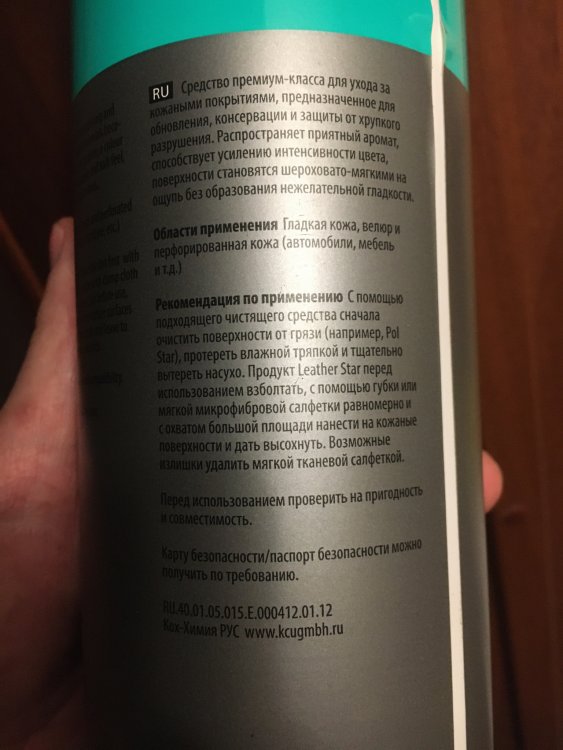 RU Средство премиум-класса для ухода за
кожаными покрытиями, предназначенное для
обновления, консервации и защиты от хрупкого
разрушения. Распространяет приятный аромат,
способствует усилению интенсивности цвета,
поверхности становятся шероховато-мягкими на
ощупь без образования нежелательной гладкости.
Области применения Гладкая кожа, велюр и
перфорированная кожа (автомобили, мебель
и т.д.)
Рекомендация по применению С помощью
подходящего чистящего средства сначала
очистить поверхности от грязи (например, Pol
Star), протереть влажной тряпкой и тщательно
вытереть насухо. Продукт Leather Star перед
использованием взболтать, с помощью губки или
мягкой микрофибровой салфетки равномерно и
с охватом большой площади нанести на кожаные
поверхности и дать высохнуть. Возможные
излишки удалить мягкой тканевой салфеткой.
Перед использованием проверить на пригодность
и совместимость.
Карту безопасности/паспорт безопасности можно
получить по требованию.
RU.40.01.05.015.E.000412.01.12
Кох-Химия РУС www.kcugmbh.ru